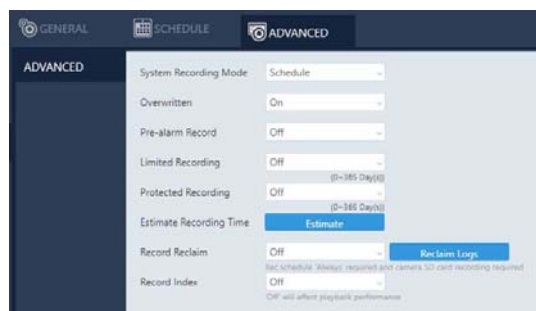 GENERAL SCHEDULE ADVANCED
ADVANCED
System Recording Mode Schedule
Overwritten On
Pre-alarm Record Off
Limited Recording Off
(0~365 Day(s))
Protected Recording Off
(0~365 Day(s))
Estimate Recording Time Estimate
Record Reclaim Off Reclaim Logs
Rec schedule 'Always' required and camera SD card recording required
Record Index Off
'Off' will affect playback performance